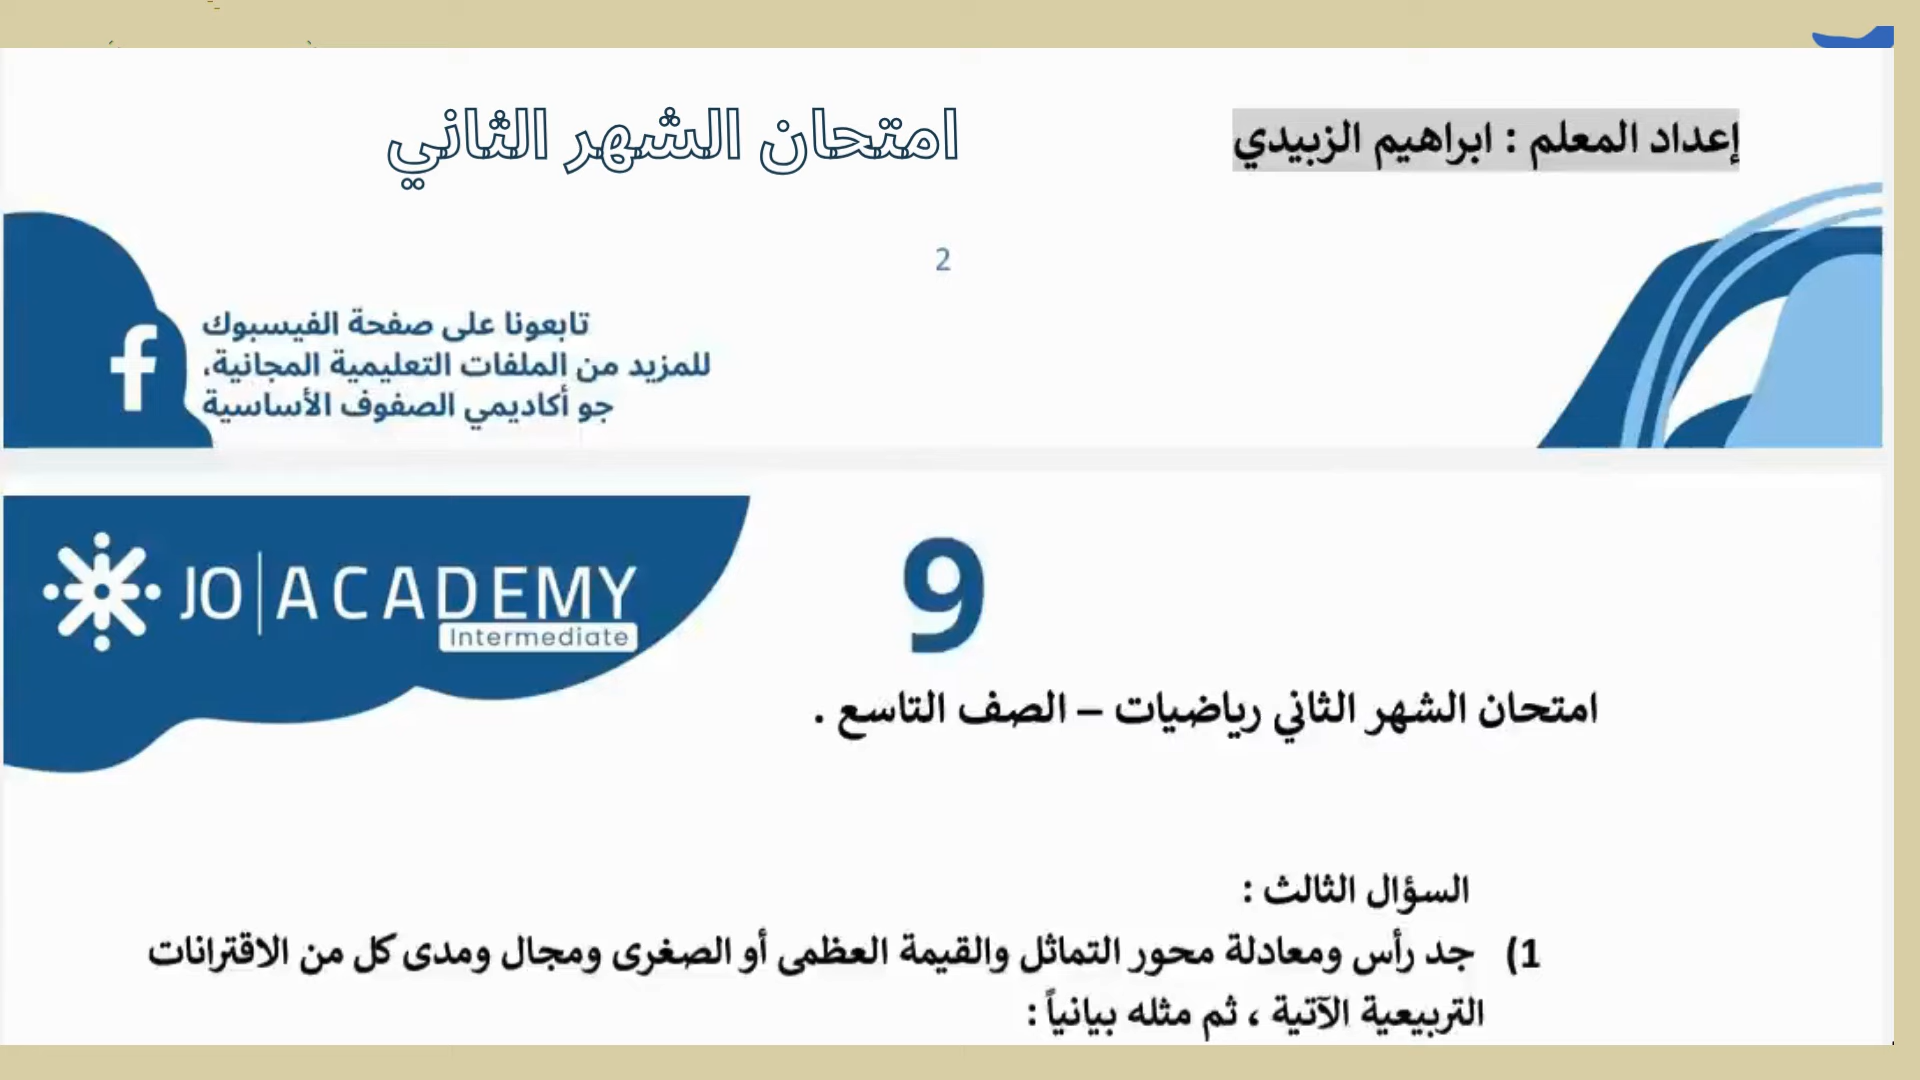 إعداد المعلم : ابراهيم الزبيدي
امتحان الشهر الثاني
2
تابعونا على صفحة الفيسبوك
للمزيد من الملفات التعليمية المجانية،
جو أكاديمي الصفوف الأساسية
JO ACADEMY
Intermediate
9
امتحان الشهر الثاني رياضيات – الصف التاسع .
السؤال الثالث :
1) جد رأس ومعادلة محور التماثل والقيمة العظمى أو الصغرى ومجال ومدى كل من الاقترانات
التربيعية الآتية ، ثم مثله بيانياً :